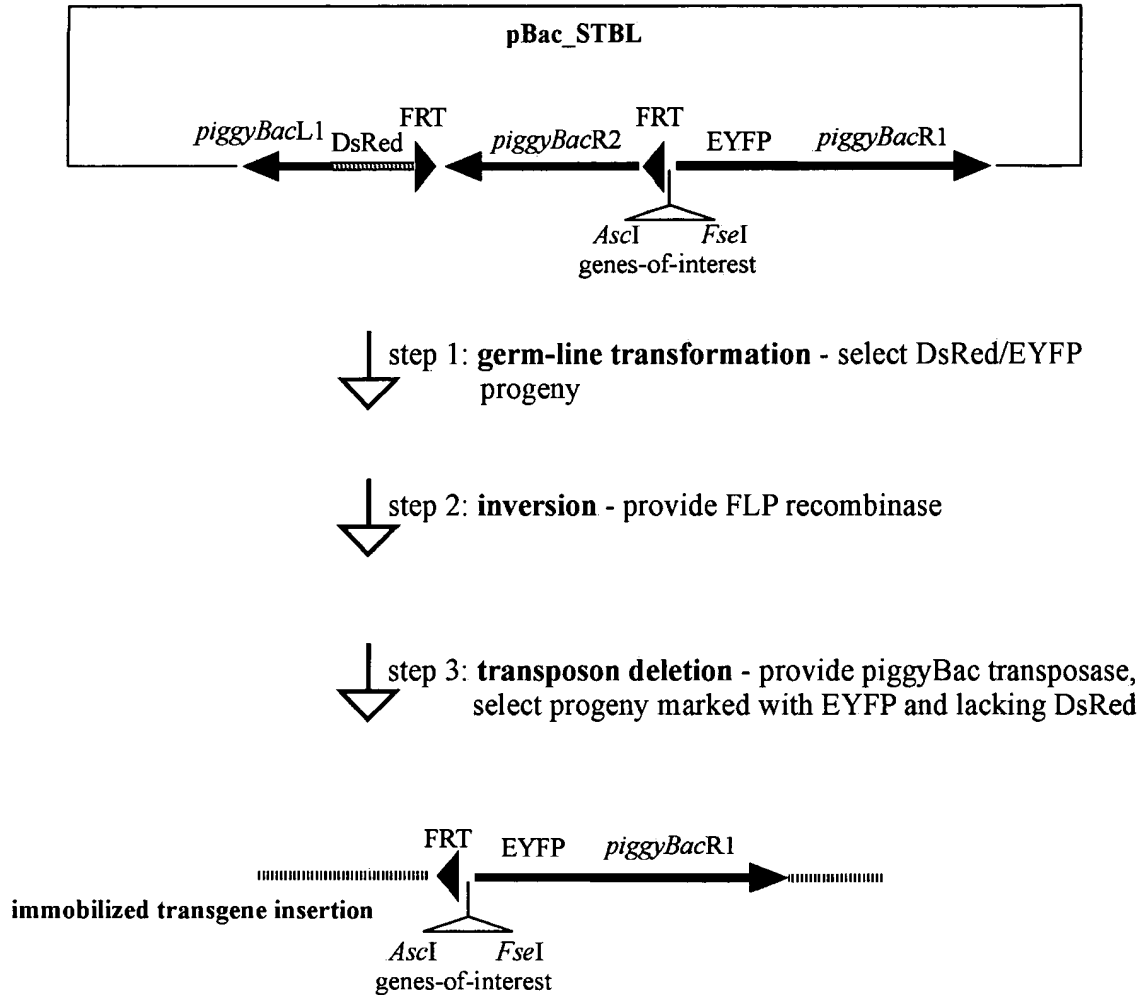 pBac_STBL
piggyBacL1 DsRed FRT piggyBacR2 FRT EYFP piggyBacR1
AscI FseI
genes-of-interest
step 1: germ-line transformation - select DsRed/EYFP
progeny
step 2: inversion - provide FLP recombinase
step 3: transposon deletion - provide piggyBac transposase,
select progeny marked with EYFP and lacking DsRed
FRT EYFP piggyBacR1
immobilized transgene insertion
AscI FseI
genes-of-interest